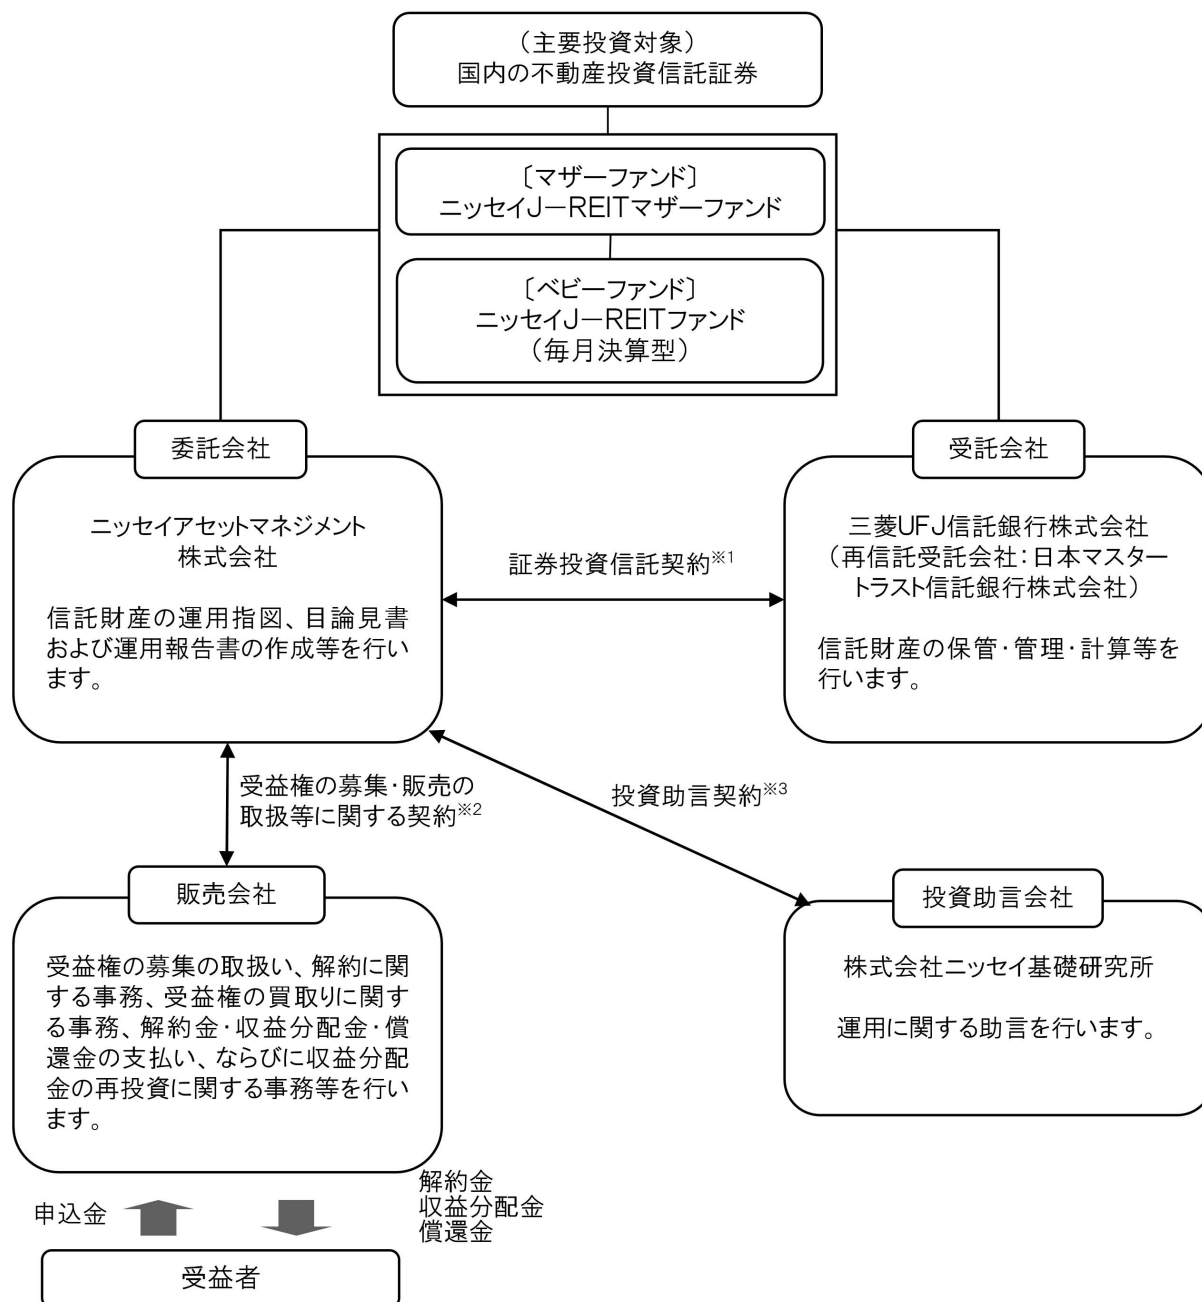 （主要投資対象）
国内の不動産投資信託証券
〔マザーファンド〕
ニッセイJ－REITマザーファンド
〔ベビーファンド〕
ニッセイJ－REITファンド
（毎月決算型）
委託会社
ニッセイアセットマネジメント
株式会社
信託財産の運用指図、目論見書
および運用報告書の作成等を行い
ます。
証券投資信託契約※1
受託会社
三菱UFJ信託銀行株式会社
（再信託受託会社：日本マスター
トラスト信託銀行株式会社）
信託財産の保管・管理・計算等を
行います。
受益権の募集・販売の
取扱等に関する契約※2
投資助言契約※3
販売会社
受益権の募集の取扱い、解約に関
する事務、受益権の買取りに関す
る事務、解約金・収益分配金・償
還金の支払い、ならびに収益分配
金の再投資に関する事務等を行い
ます。
投資助言会社
株式会社ニッセイ基礎研究所
運用に関する助言を行います。
申込金
解約金
収益分配金
償還金
受益者